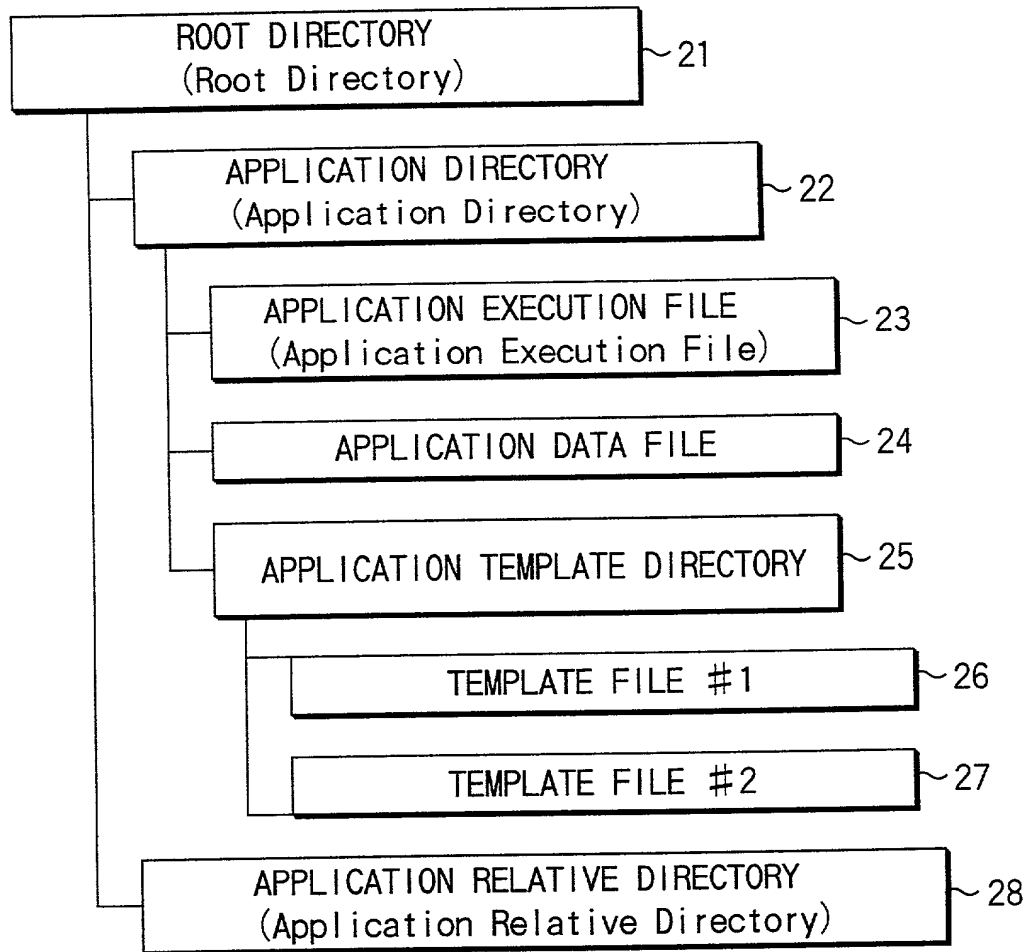 ROOT DIRECTORY
(Root Directory)
21
APPLICATION DIRECTORY
(Application Directory)
22
APPLICATION EXECUTION FILE
(Application Execution File)
23
APPLICATION DATA FILE
24
APPLICATION TEMPLATE DIRECTORY
25
TEMPLATE FILE #1
26
TEMPLATE FILE #2
27
APPLICATION RELATIVE DIRECTORY
(Application Relative Directory)
28